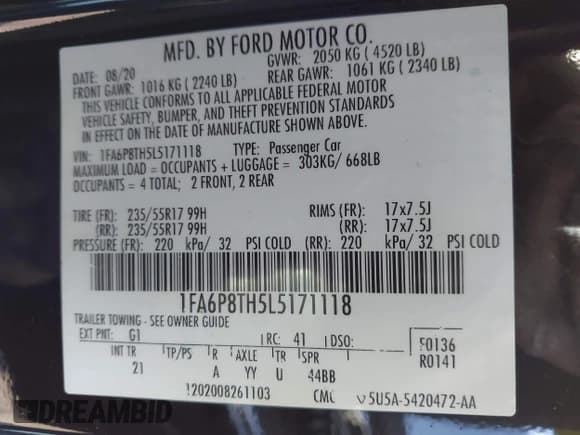 MFD. BY FORD MOTOR CO.
DATE: 08/20 GVWR: 2050 KG ( 4520 LB)
FRONT GAWR: 1016 KG ( 2240 LB) REAR GAWR: 1061 KG ( 2340 LB)
THIS VEHICLE CONFORMS TO ALL APPLICABLE FEDERAL MOTOR
VEHICLE SAFETY, BUMPER, AND THEFT PREVENTION STANDARDS
IN EFFECT ON THE DATE OF MANUFACTURE SHOWN ABOVE.
VIN: 1FA6P8TH5L5171118 TYPE: Passenger Car
MAXIMUM LOAD = OCCUPANTS + LUGGAGE = 303KG/ 668LB
OCCUPANTS = 4 TOTAL; 2 FRONT, 2 REAR
TIRE (FR): 235/55R17 99H RIMS (FR): 17x7.5J
(RR): 235/55R17 99H (RR): 17x7.5J
PRESSURE (FR): 220 kPa/ 32 PSI COLD (RR): 220 kPa/ 32 PSI COLD
1FA6P8TH5L5171118
TRAILER TOWING - SEE OWNER GUIDE
EXT PNT: G1 RC: 41 DSO: F0136
R0141
INT TR TP/PS R AXLE TR SPR
21 A YY U 44BB
1202008261103 CMC 5U5A-5420472-AA
DREAMBID